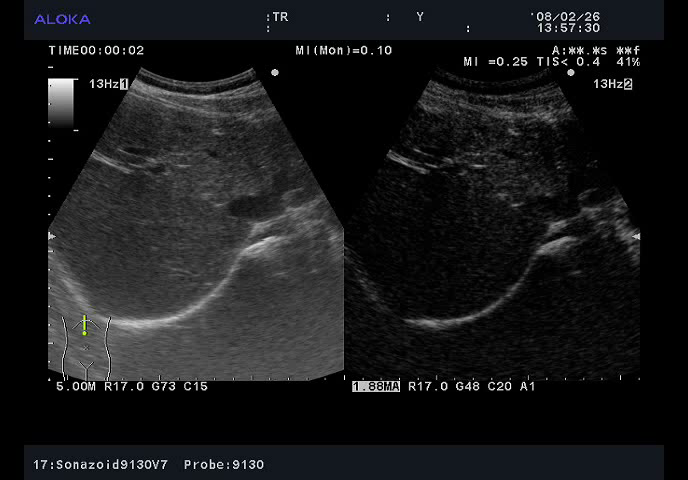 ALOKA :TR : Y '08/02/26
: : 13:57:30
TIME00:00:02 MI(Mon)=0.10 A:**.*s **f
MI =0.25 TIS< 0.4 41%
13Hz1 13Hz2
5.00M R17.0 G73 C15 1.88MA R17.0 G48 C20 A1
17:Sonazoid9130V7 Probe:9130